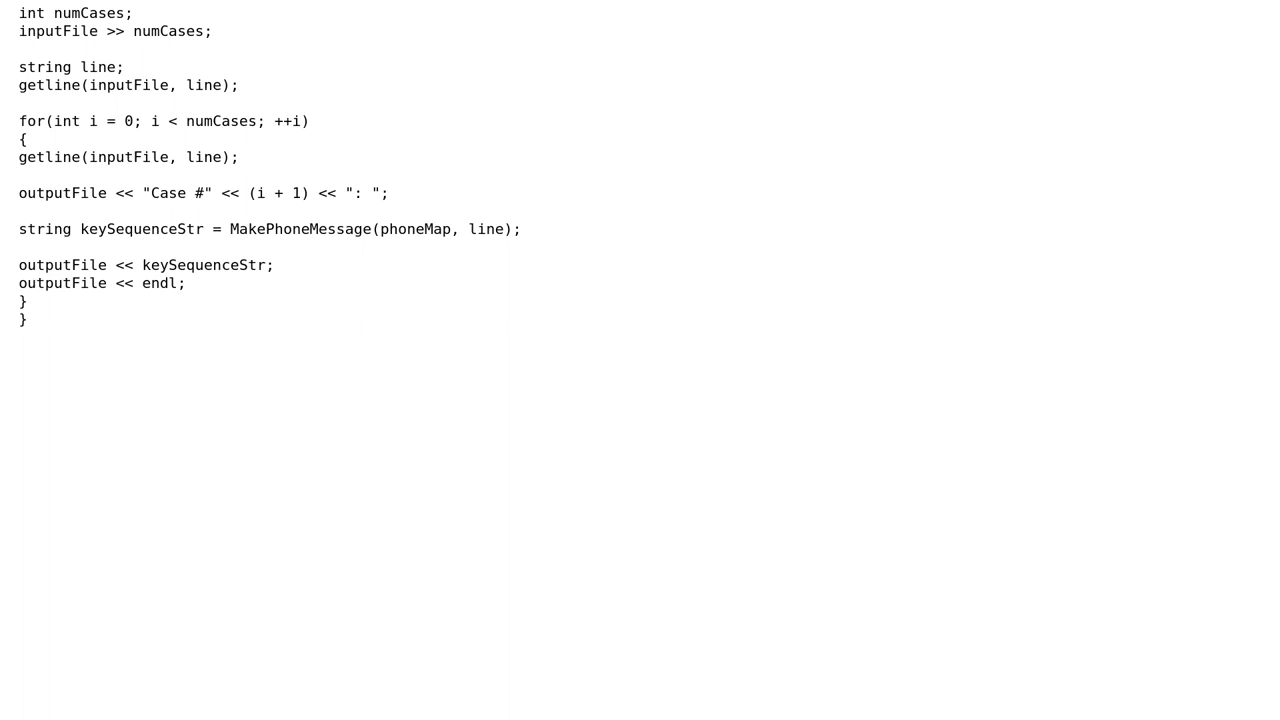 int numCases;
inputFile >> numCases;

string line;
getline(inputFile, line);

for(int i = 0; i < numCases; ++i)
{
getline(inputFile, line);

outputFile << "Case #" << (i + 1) << ": ";

string keySequenceStr = MakePhoneMessage(phoneMap, line);

outputFile << keySequenceStr;
outputFile << endl;
}
}